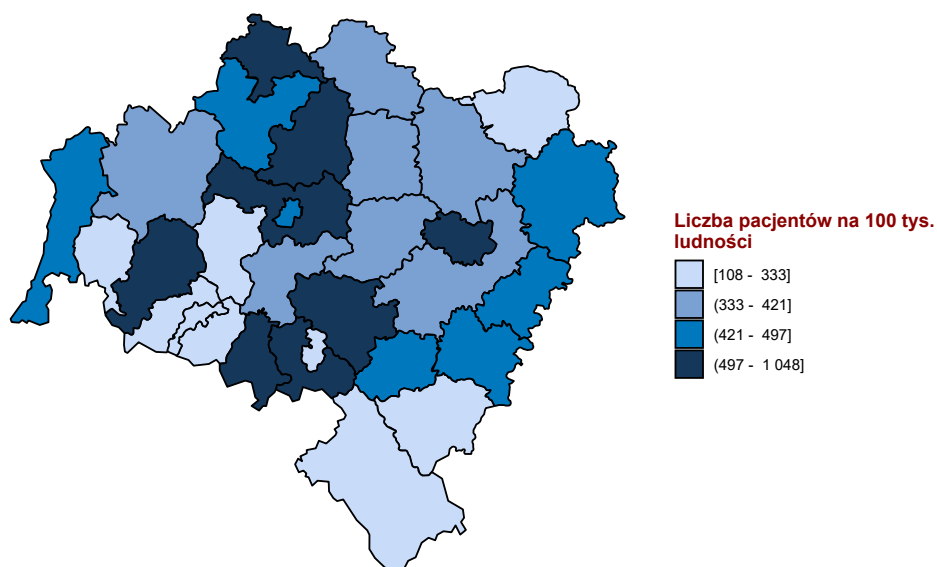 Liczba pacjentów na 100 tys.
ludności
[108 - 333]
(333 - 421]
(421 - 497]
(497 - 1 048]